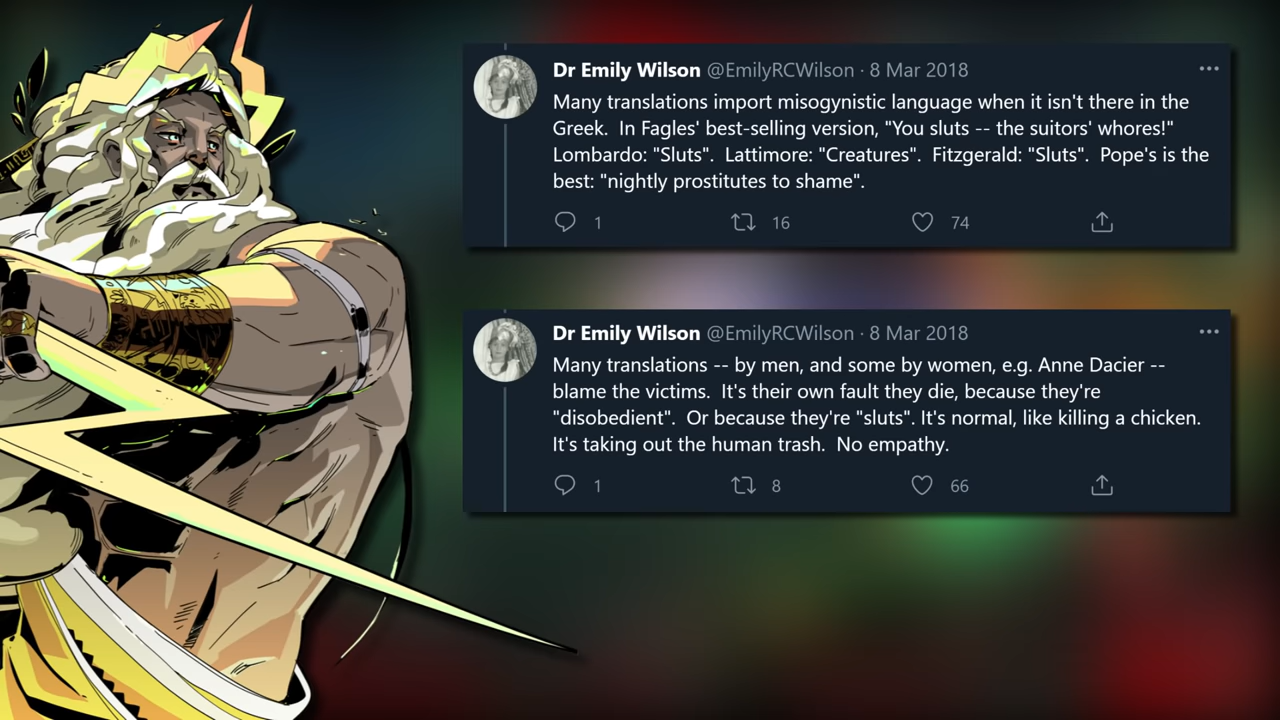 Dr Emily Wilson @EmilyRCWilson · 8 Mar 2018
Many translations import misogynistic language when it isn't there in the
Greek. In Fagles' best-selling version, "You sluts -- the suitors' whores!"
Lombardo: "Sluts". Lattimore: "Creatures". Fitzgerald: "Sluts". Pope's is the
best: "nightly prostitutes to shame".
1 16 74
Dr Emily Wilson @EmilyRCWilson · 8 Mar 2018
Many translations -- by men, and some by women, e.g. Anne Dacier --
blame the victims. It's their own fault they die, because they're
"disobedient". Or because they're "sluts". It's normal, like killing a chicken.
It's taking out the human trash. No empathy.
1 8 66